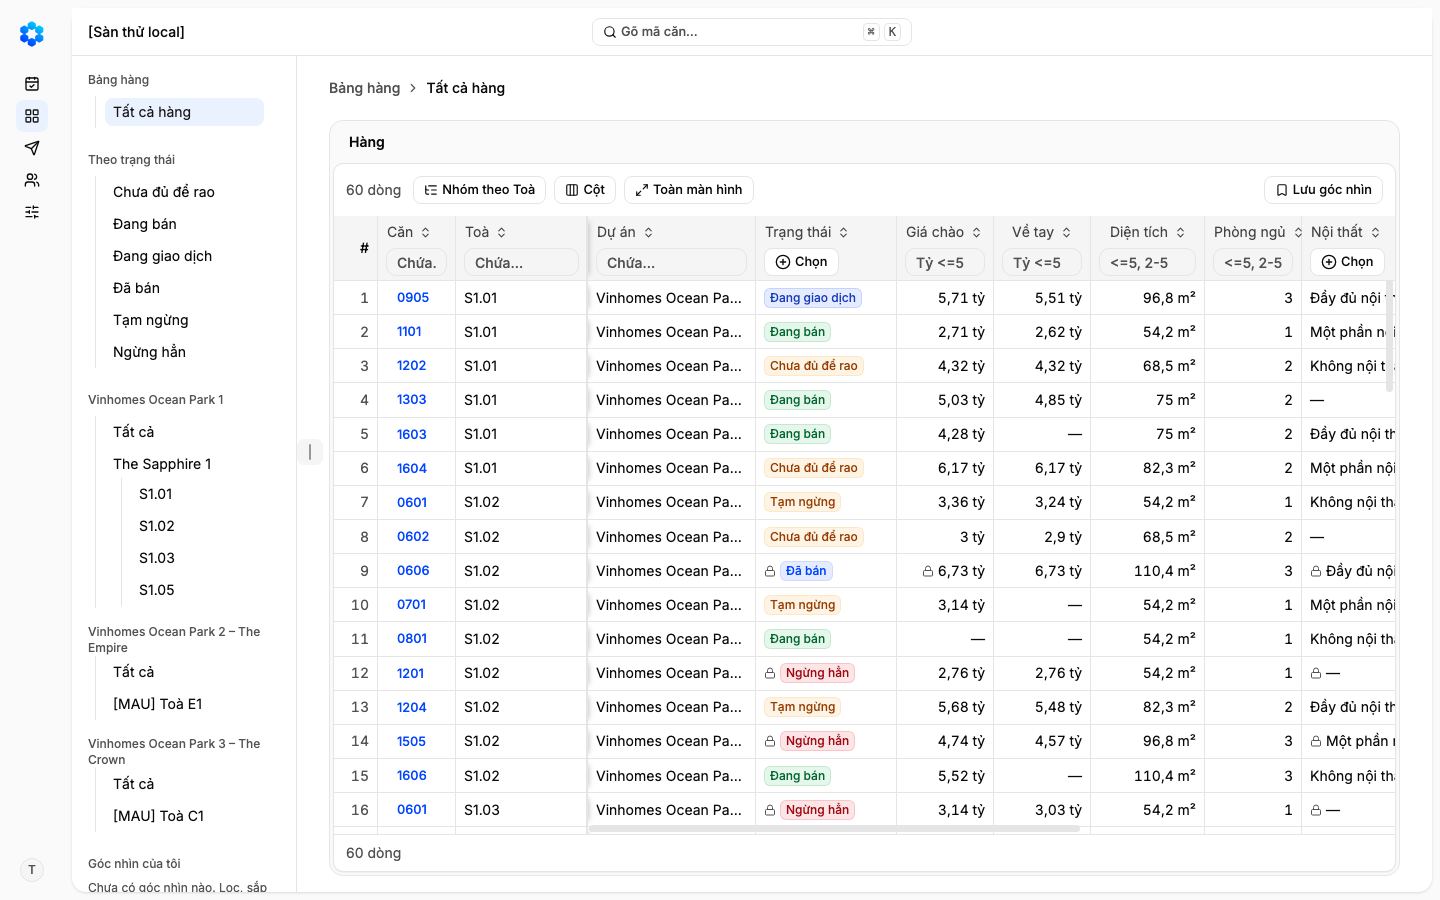 [Sàn thử local]
Gõ mã căn...
⌘ K
Bảng hàng
Tất cả hàng
Theo trạng thái
Chưa đủ để rao
Đang bán
Đang giao dịch
Đã bán
Tạm ngừng
Ngừng hẳn
Vinhomes Ocean Park 1
Tất cả
The Sapphire 1
S1.01
S1.02
S1.03
S1.05
Vinhomes Ocean Park 2 – The
Empire
Tất cả
[MAU] Toà E1
Vinhomes Ocean Park 3 – The
Crown
Tất cả
[MAU] Toà C1
Góc nhìn của tôi
Chưa có góc nhìn nào. Lọc, sắp
T
Bảng hàng > Tất cả hàng
Hàng
60 dòng Nhóm theo Toà Cột Toàn màn hình Lưu góc nhìn
# Căn Toà Dự án Trạng thái Giá chào Về tay Diện tích Phòng ngủ Nội thất
Chứa. Chứa... Chứa... Chọn Tỷ <=5 Tỷ <=5 <=5, 2-5 <=5, 2-5 Chọn
1 0905 S1.01 Vinhomes Ocean Pa... Đang giao dịch 5,71 tỷ 5,51 tỷ 96,8 m² 3 Đầy đủ nội
2 1101 S1.01 Vinhomes Ocean Pa... Đang bán 2,71 tỷ 2,62 tỷ 54,2 m² 1 Một phần
3 1202 S1.01 Vinhomes Ocean Pa... Chưa đủ để rao 4,32 tỷ 4,32 tỷ 68,5 m² 2 Không nội
4 1303 S1.01 Vinhomes Ocean Pa... Đang bán 5,03 tỷ 4,85 tỷ 75 m² 2 —
5 1603 S1.01 Vinhomes Ocean Pa... Đang bán 4,28 tỷ — 75 m² 2 Đầy đủ nội th
6 1604 S1.01 Vinhomes Ocean Pa... Chưa đủ để rao 6,17 tỷ 6,17 tỷ 82,3 m² 2 Một phần nội
7 0601 S1.02 Vinhomes Ocean Pa... Tạm ngừng 3,36 tỷ 3,24 tỷ 54,2 m² 1 Không nội thấ
8 0602 S1.02 Vinhomes Ocean Pa... Chưa đủ để rao 3 tỷ 2,9 tỷ 68,5 m² 2 —
9 0606 S1.02 Vinhomes Ocean Pa... Đã bán 6,73 tỷ 6,73 tỷ 110,4 m² 3 Đầy đủ nội
10 0701 S1.02 Vinhomes Ocean Pa... Tạm ngừng 3,14 tỷ — 54,2 m² 1 Một phần nội
11 0801 S1.02 Vinhomes Ocean Pa... Đang bán — — 54,2 m² 1 Không nội thấ
12 1201 S1.02 Vinhomes Ocean Pa... Ngừng hẳn 2,76 tỷ 2,76 tỷ 54,2 m² 1 —
13 1204 S1.02 Vinhomes Ocean Pa... Tạm ngừng 5,68 tỷ 5,48 tỷ 82,3 m² 2 Đầy đủ nội th
14 1505 S1.02 Vinhomes Ocean Pa... Ngừng hẳn 4,74 tỷ 4,57 tỷ 96,8 m² 2 Một phần
15 1606 S1.02 Vinhomes Ocean Pa... Đang bán 5,52 tỷ — 110,4 m² 3 Không nội thấ
16 0601 S1.03 Vinhomes Ocean Pa... Ngừng hẳn 3,14 tỷ 3,03 tỷ 54,2 m² 1 —
60 dòng